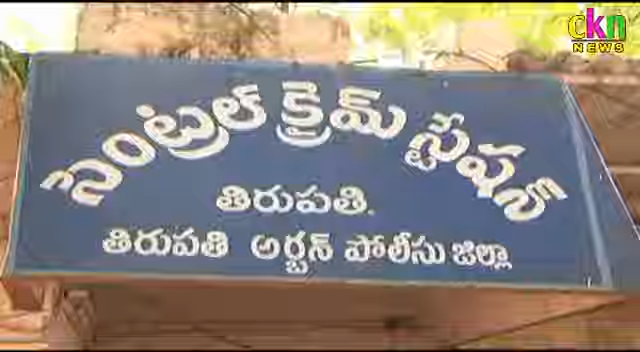 ckn
NEWS
సెంట్రల్ క్రైమ్ స్టేషన్
తిరుపతి.
తిరుపతి అర్బన్ పోలీసు జిల్లా